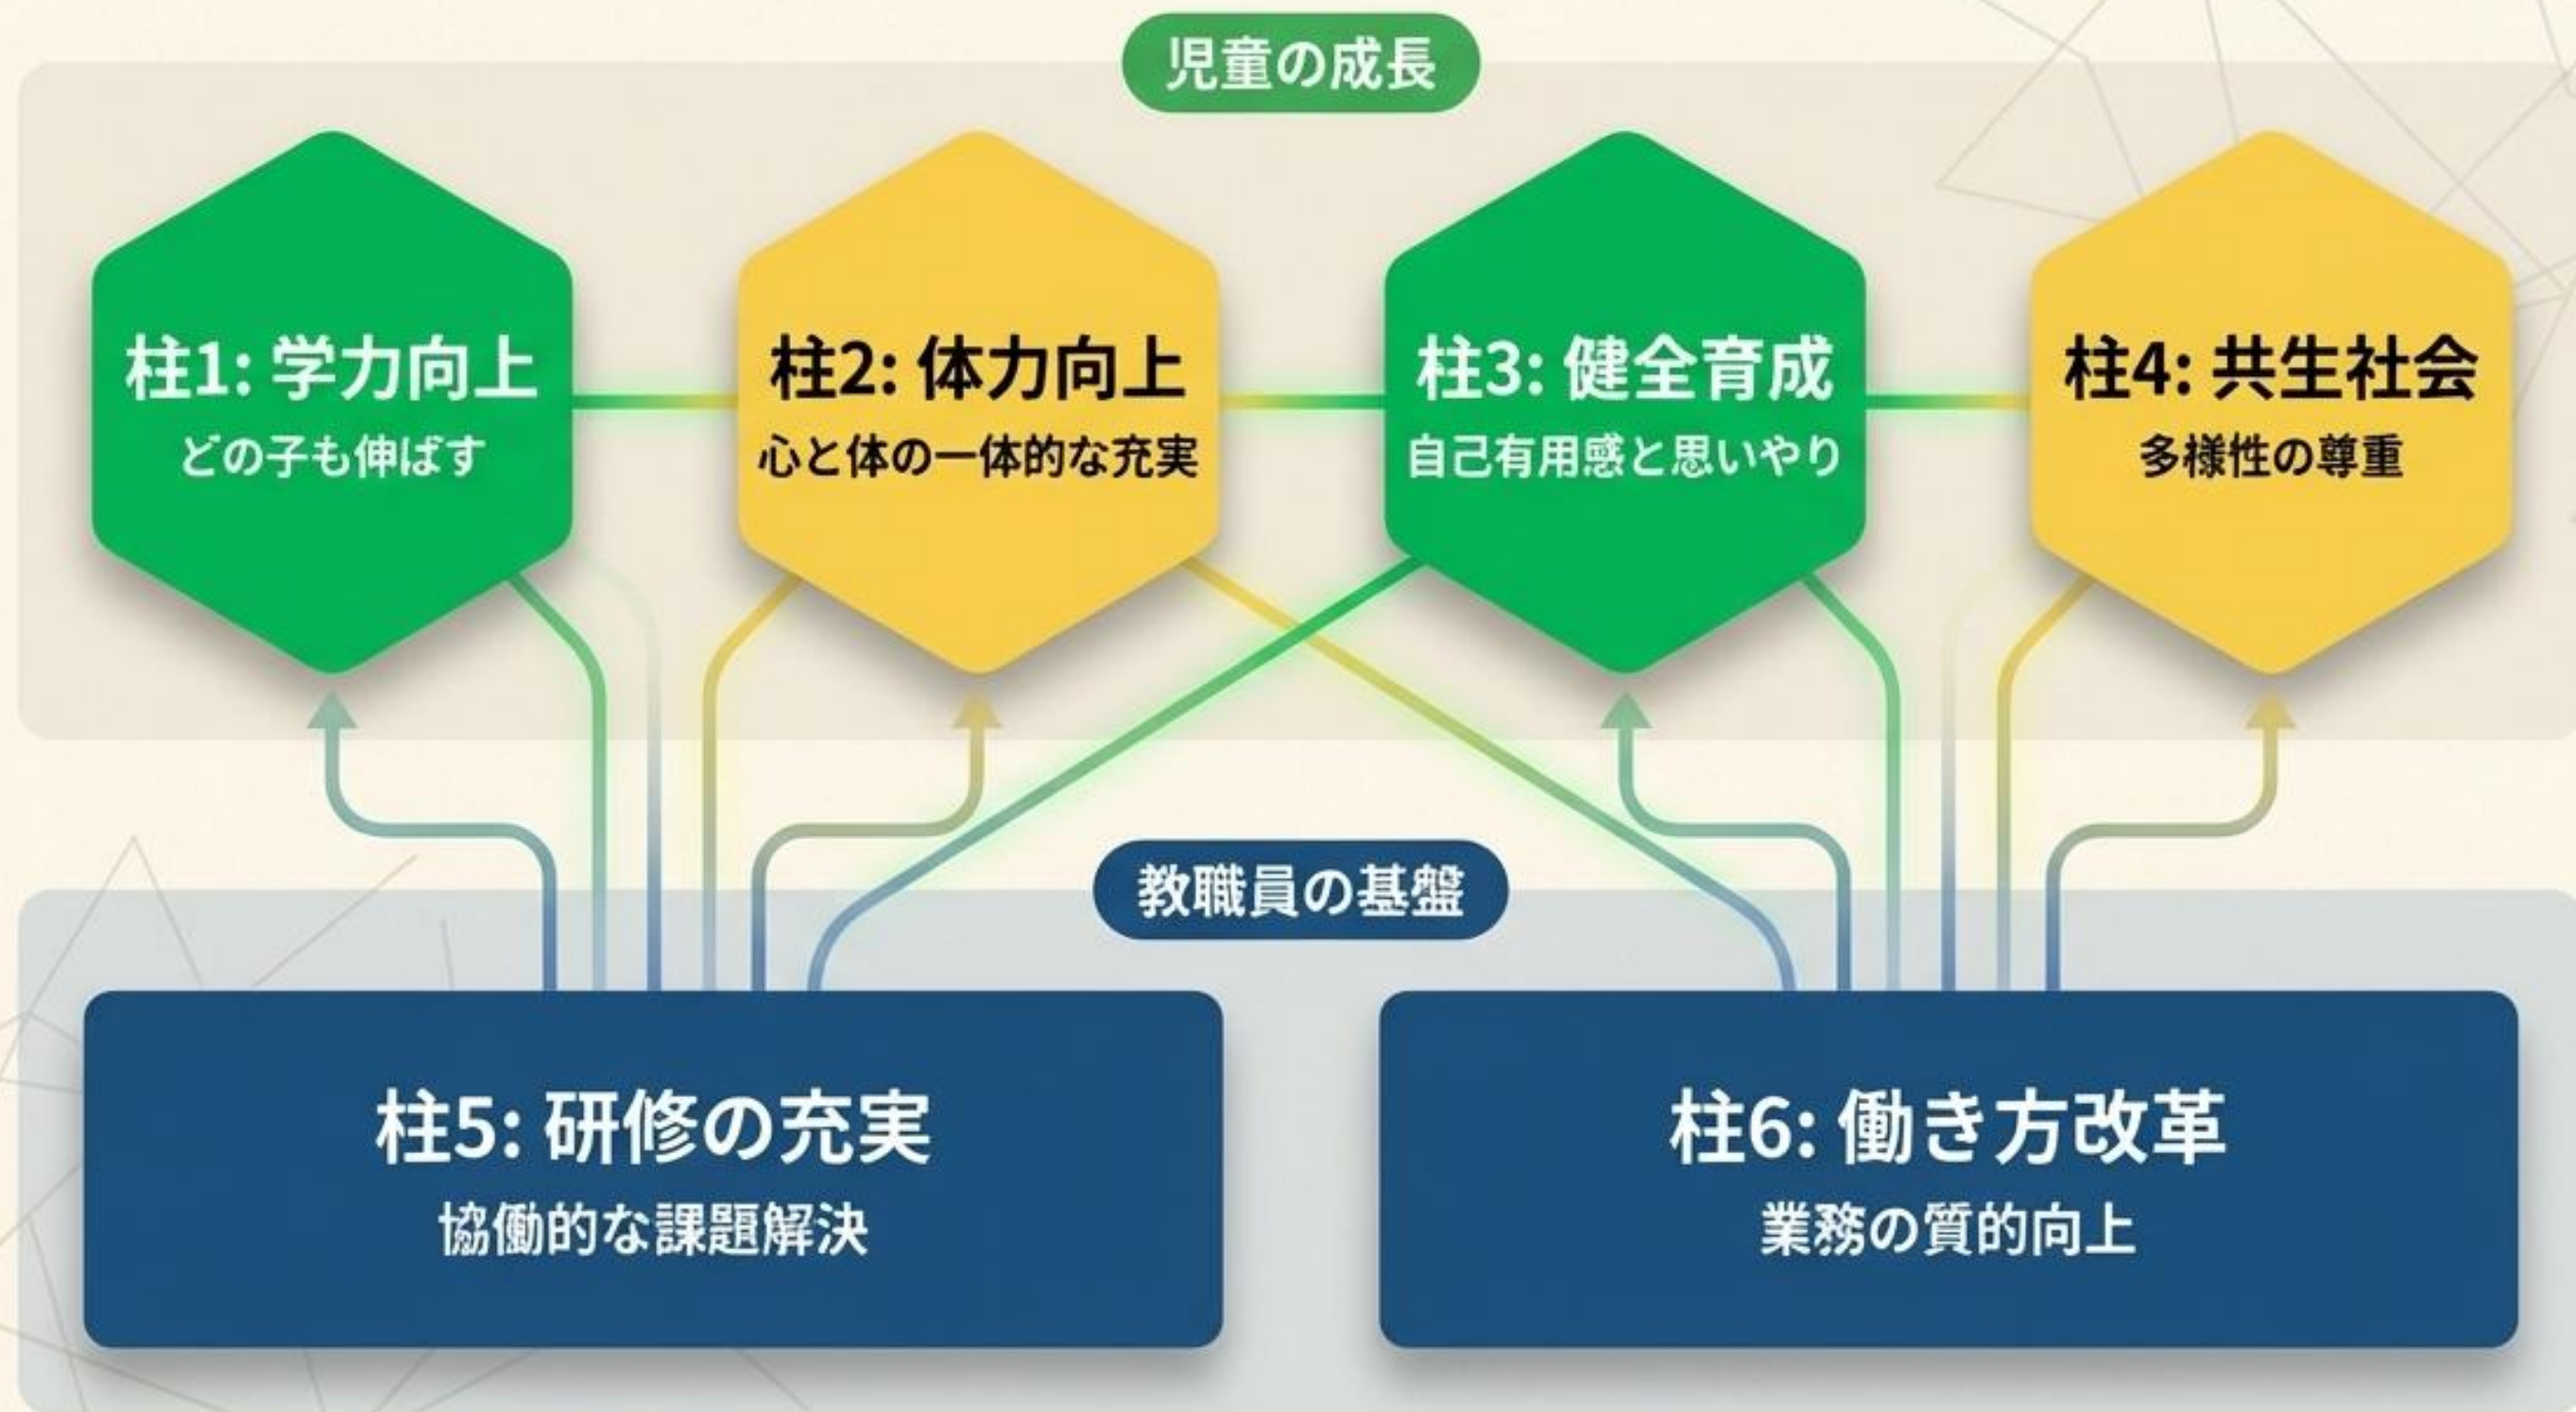 児童の成長
柱1: 学力向上
どの子も伸ばす
柱2: 体力向上
心と体の一体的な充実
柱3: 健全育成
自己有用感と思いやり
柱4: 共生社会
多様性の尊重
教職員の基盤
柱5: 研修の充実
協働的な課題解決
柱6: 働き方改革
業務の質的向上